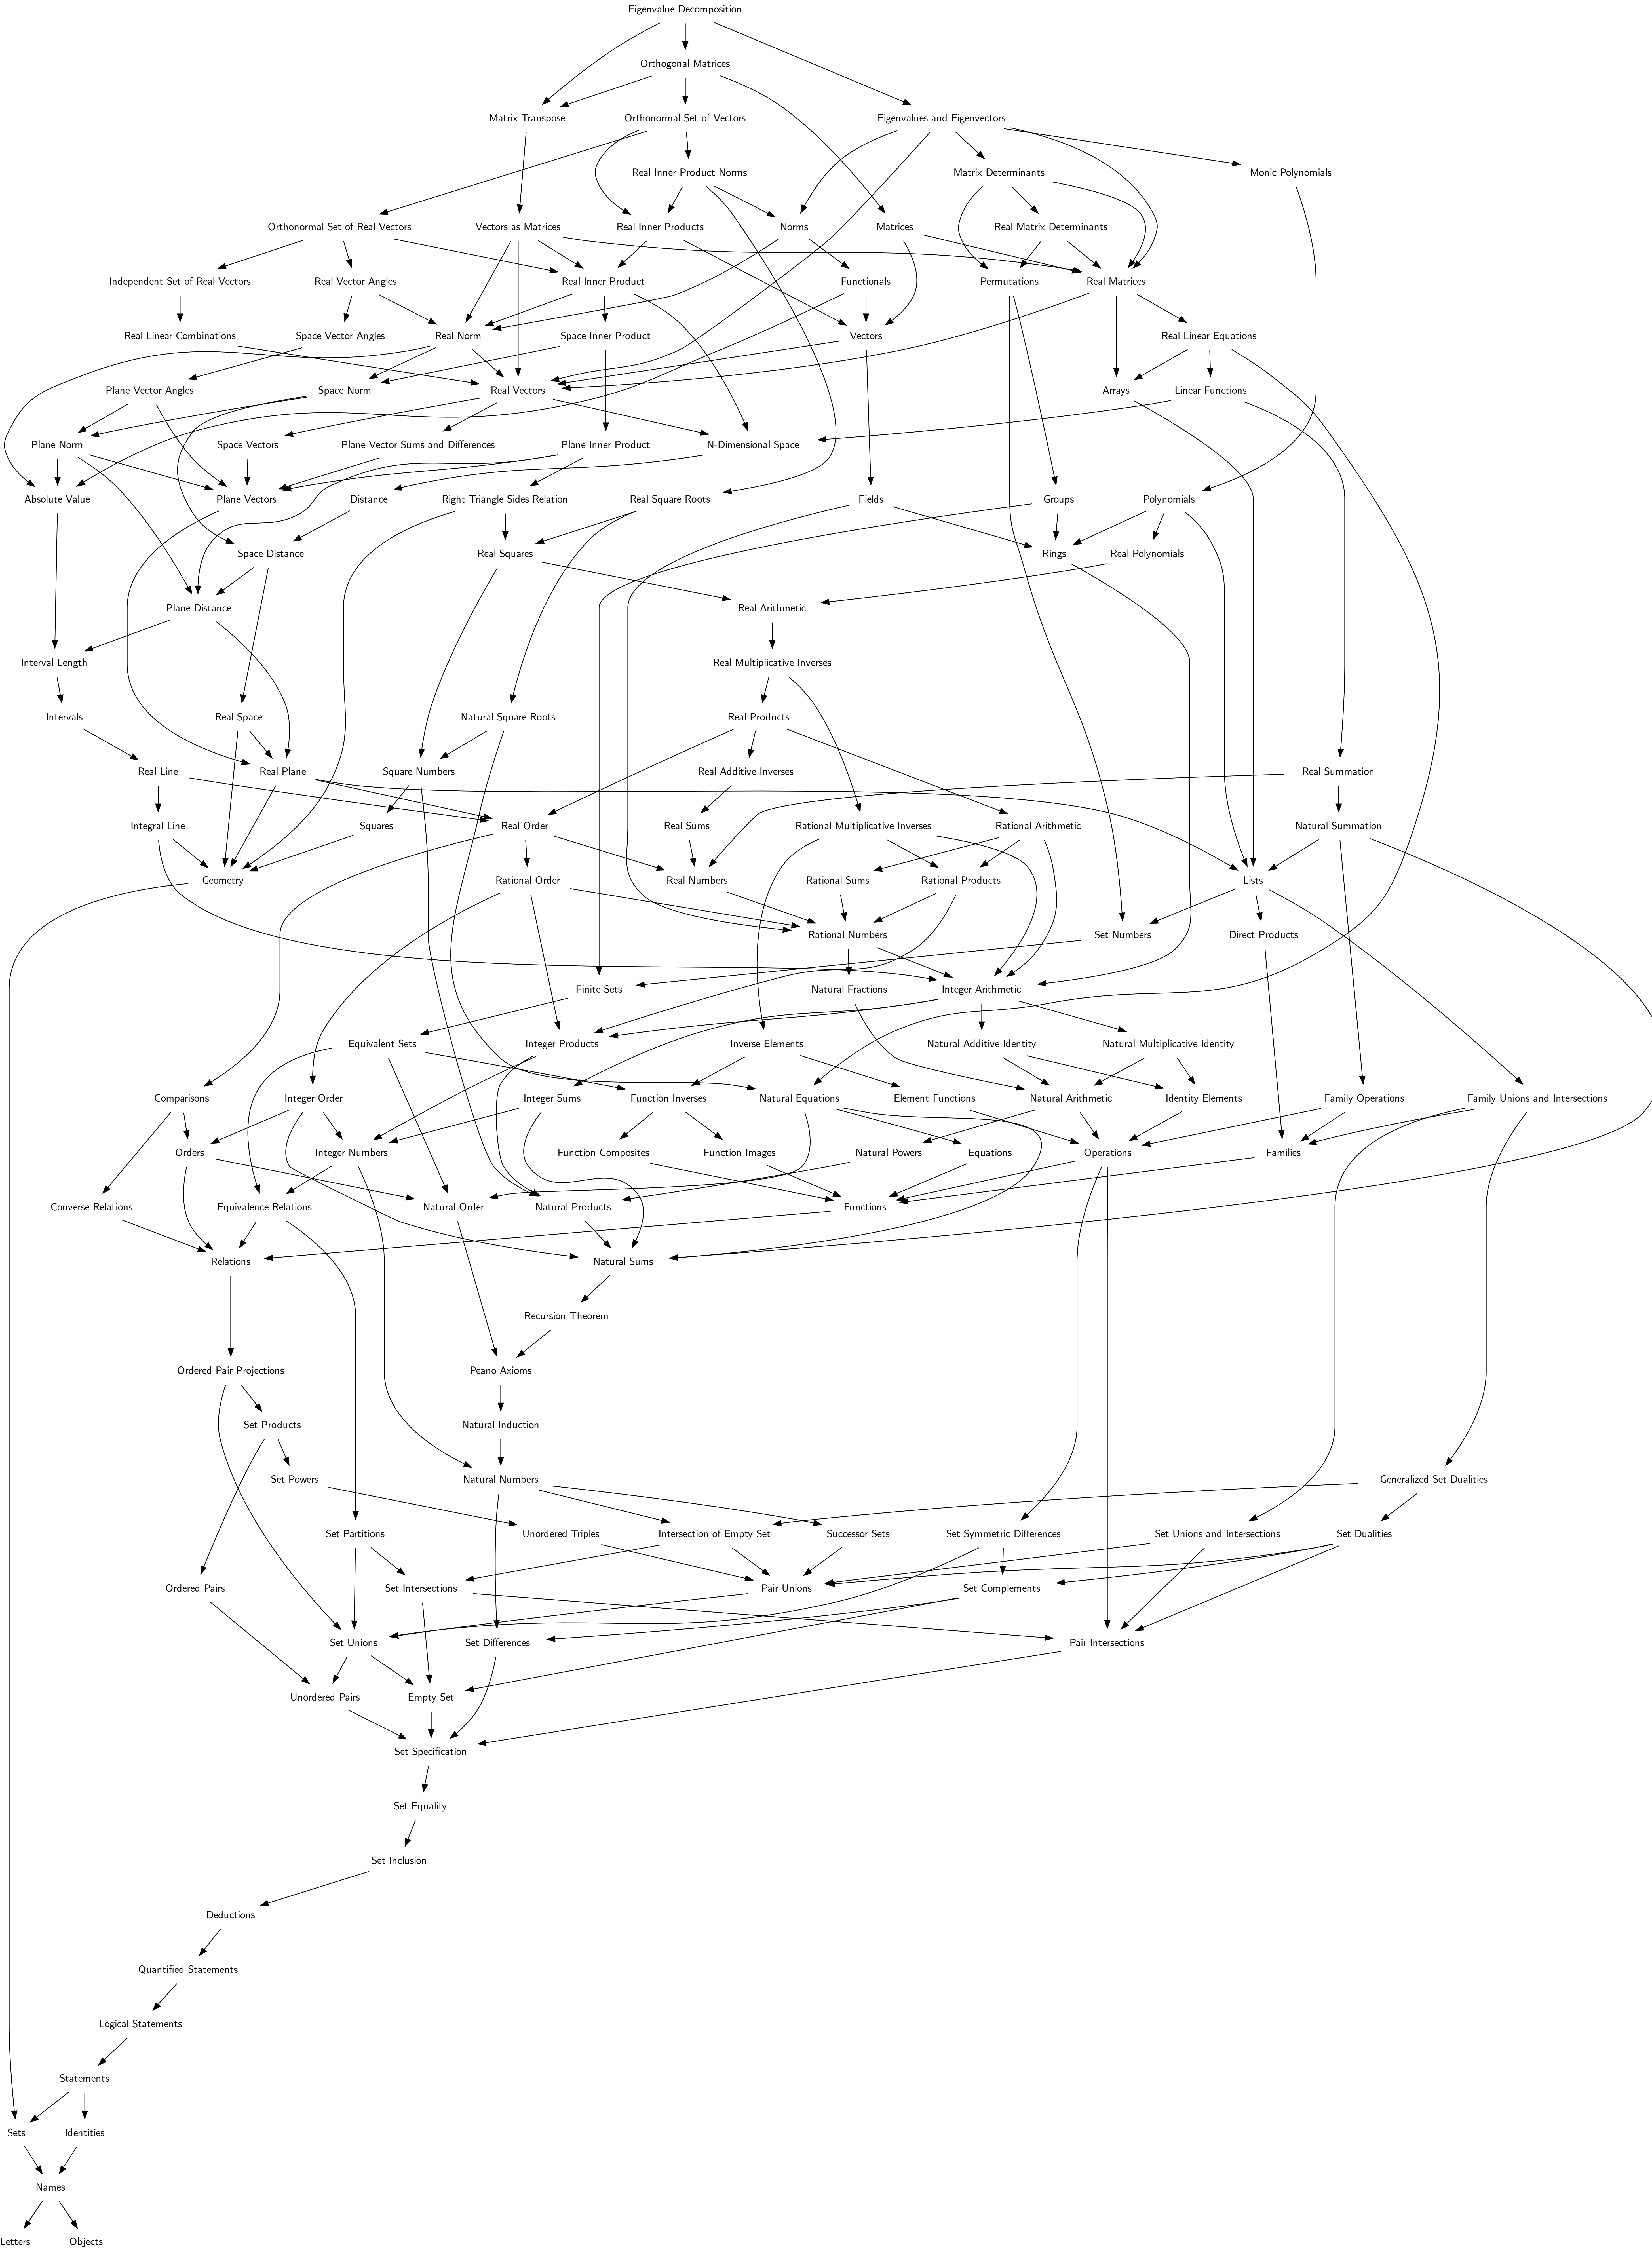 Eigenvalue Decomposition
Orthogonal Matrices
Matrix Transpose
Orthonormal Set of Vectors
Eigenvalues and Eigenvectors
Real Inner Product Norms
Matrix Determinants
Monic Polynomials
Orthonormal Set of Real Vectors
Vectors as Matrices
Real Inner Products
Norms
Matrices
Real Matrix Determinants
Independent Set of Real Vectors
Real Vector Angles
Real Inner Product
Functionals
Permutations
Real Matrices
Real Linear Combinations
Space Vector Angles
Real Norm
Space Inner Product
Vectors
Real Linear Equations
Plane Vector Angles
Space Norm
Real Vectors
Arrays
Linear Functions
Plane Norm
Space Vectors
Plane Vector Sums and Differences
Plane Inner Product
N-Dimensional Space
Absolute Value
Plane Vectors
Distance
Right Triangle Sides Relation
Real Square Roots
Fields
Groups
Polynomials
Space Distance
Real Squares
Rings
Real Polynomials
Plane Distance
Real Arithmetic
Interval Length
Real Multiplicative Inverses
Intervals
Real Space
Natural Square Roots
Real Products
Real Line
Real Plane
Square Numbers
Real Additive Inverses
Real Summation
Integral Line
Squares
Real Order
Real Sums
Rational Multiplicative Inverses
Rational Arithmetic
Natural Summation
Geometry
Rational Order
Real Numbers
Rational Sums
Rational Products
Lists
Rational Numbers
Set Numbers
Direct Products
Finite Sets
Natural Fractions
Integer Arithmetic
Equivalent Sets
Integer Products
Inverse Elements
Natural Additive Identity
Natural Multiplicative Identity
Comparisons
Integer Order
Integer Sums
Function Inverses
Natural Equations
Element Functions
Natural Arithmetic
Identity Elements
Family Operations
Family Unions and Intersections
Orders
Integer Numbers
Function Composites
Function Images
Natural Powers
Equations
Operations
Families
Converse Relations
Equivalence Relations
Natural Order
Natural Products
Functions
Relations
Natural Sums
Recursion Theorem
Ordered Pair Projections
Peano Axioms
Set Products
Natural Induction
Set Powers
Natural Numbers
Generalized Set Dualities
Set Partitions
Unordered Triples
Intersection of Empty Set
Successor Sets
Set Symmetric Differences
Set Unions and Intersections
Set Dualities
Ordered Pairs
Set Intersections
Pair Unions
Set Complements
Set Unions
Set Differences
Pair Intersections
Unordered Pairs
Empty Set
Set Specification
Set Equality
Set Inclusion
Deductions
Quantified Statements
Logical Statements
Statements
Sets
Identities
Names
Letters
Objects